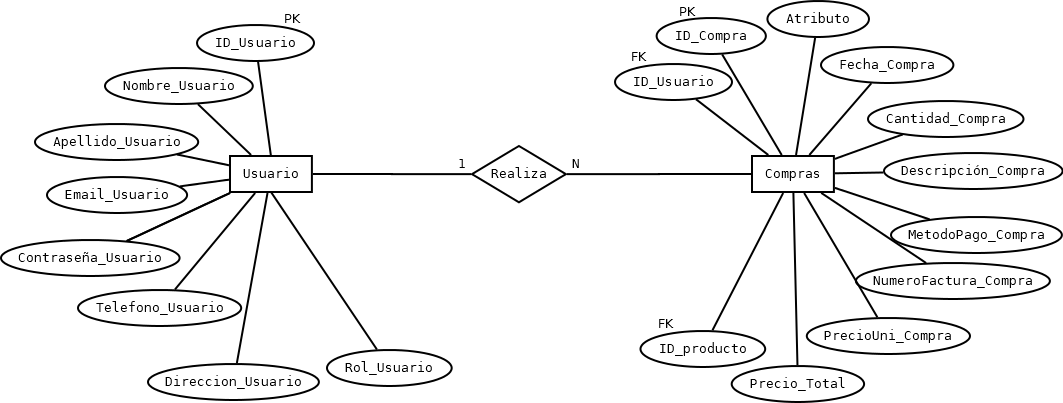 PK
ID_Usuario
Nombre_Usuario
Apellido_Usuario
Email_Usuario
Contraseña_Usuario
Telefono_Usuario
Direccion_Usuario
Rol_Usuario
Usuario
1
Realiza
N
Compras
PK
ID_Compra
FK
ID_Usuario
Atributo
Fecha_Compra
Cantidad_Compra
Descripción_Compra
MetodoPago_Compra
NumeroFactura_Compra
PrecioUni_Compra
Precio_Total
FK
ID_producto